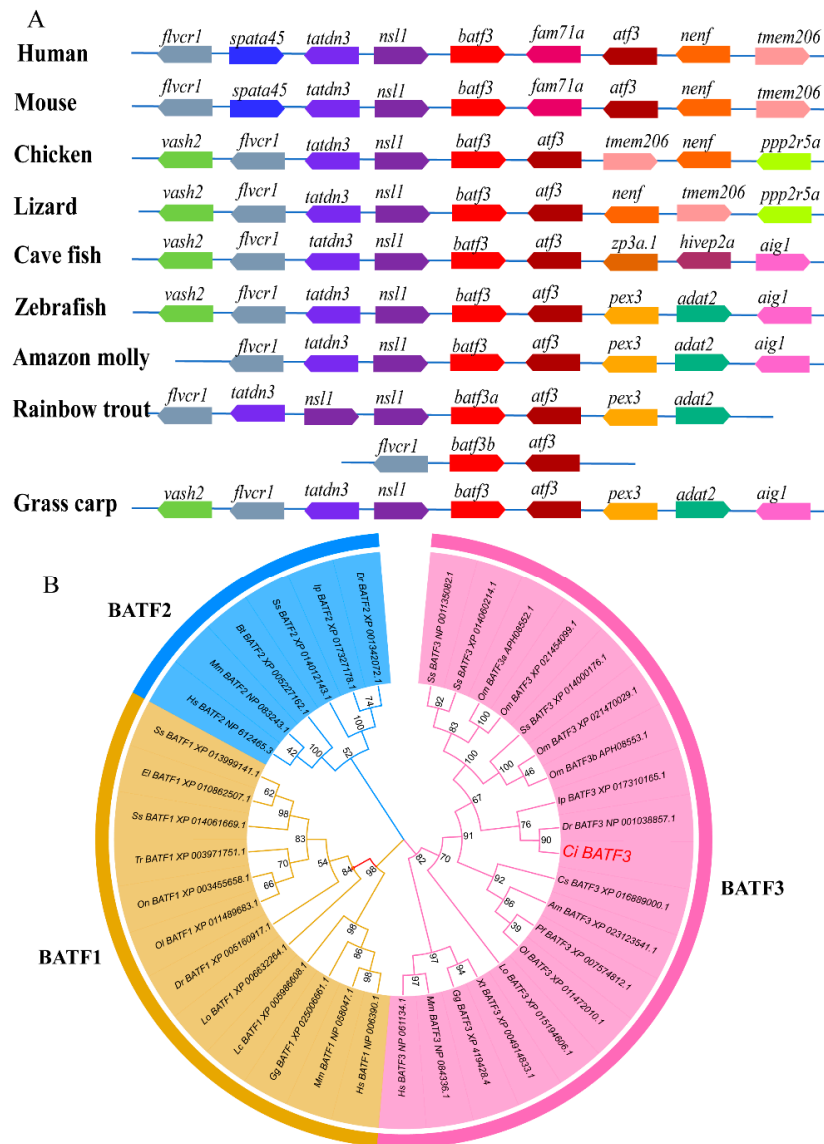 A
flvcr1 spata45 tatdn3 nsl1 batf3 fam71a atf3 nenf tmem206
Human
flvcr1 spata45 tatdn3 nsl1 batf3 fam71a atf3 nenf tmem206
Mouse
vash2 flvcr1 tatdn3 nsl1 batf3 atf3 tmem206 nenf ppp2r5a
Chicken
vash2 flvcr1 tatdn3 nsl1 batf3 atf3 nenf tmem206 ppp2r5a
Lizard
vash2 flvcr1 tatdn3 nsl1 batf3 atf3 zp3a.1 hivep2a aig1
Cave fish
vash2 flvcr1 tatdn3 nsl1 batf3 atf3 pex3 adat2 aig1
Zebrafish
flvcr1 tatdn3 nsl1 batf3 atf3 pex3 adat2 aig1
Amazon molly
flvcr1 tatdn3 nsl1 nsl1 batf3a atf3 pex3 adat2
Rainbow trout
flvcr1 batf3b atf3
vash2 flvcr1 tatdn3 nsl1 batf3 atf3 pex3 adat2 aig1
Grass carp
B
BATF2
Hs BATF2 NP 612465.3
Mm BATF2 NP 083243.1
Bt BATF2 XP 005227162.1
Ss BATF2 XP 014012143.1
Ip BATF2 XP 017327178.1
Dr BATF2 XP 001342072.1
42
100
52
100
74
BATF3
Ss BATF3 NP 001135082.1
Ss BATF3 XP 014060214.1
Om BATF3a APH08552.1
Om BATF3 XP 021454099.1
Ss BATF3 XP 014000176.1
Om BATF3 XP 021470029.1
Om BATF3b APH08553.1
Ip BATF3 XP 017310165.1
Dr BATF3 NP 001038857.1
Ci BATF3
Cs BATF3 XP 016889000.1
Am BATF3 XP 023123541.1
Pf BATF3 XP 007574812.1
Ol BATF3 XP 011472010.1
Lo BATF3 XP 015194606.1
Xt BATF3 XP 004914833.1
Gg BATF3 XP 419428.4
Mm BATF3 NP 084336.1
Hs BATF3 NP 061134.1
92
83
100
100
100
46
67
76
90
91
92
86
39
70
82
97
94
97
BATF1
Ss BATF1 XP 013999141.1
El BATF1 XP 010862507.1
Ss BATF1 XP 014061669.1
Tr BATF1 XP 003971751.1
On BATF1 XP 003455658.1
Ol BATF1 XP 011489683.1
Dr BATF1 XP 005160917.1
Lo BATF1 XP 006632264.1
Lc BATF1 XP 005986608.1
Gg BATF1 XP 025006661.1
Mm BATF1 NP 058047.1
Hs BATF1 NP 006390.1
62
98
83
70
66
54
84
98
98
86
98